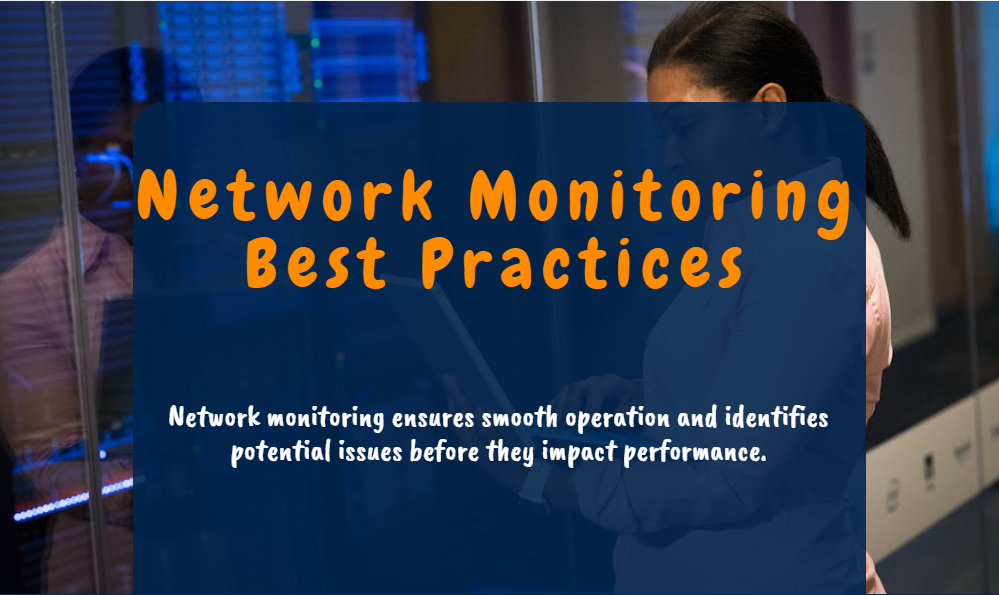 Network Monitoring
Best Practices
Network monitoring ensures smooth operation and identifies
potential issues before they impact performance.